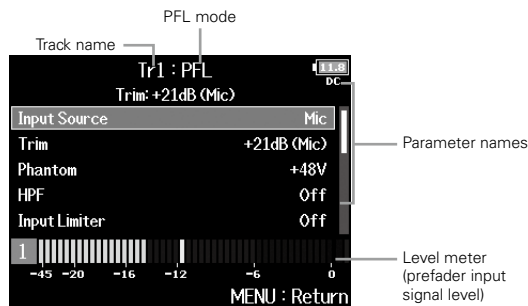 PFL mode
Track name
Tr1 : PFL
11.8
DC
Trim: +21dB (Mic)
Input Source Mic
Trim +21dB (Mic)
Phantom +48V
HPF Off
Input Limiter Off
Parameter names
1
-45 -20 -16 -12 -6 0
MENU : Return
Level meter
(prefader input
signal level)